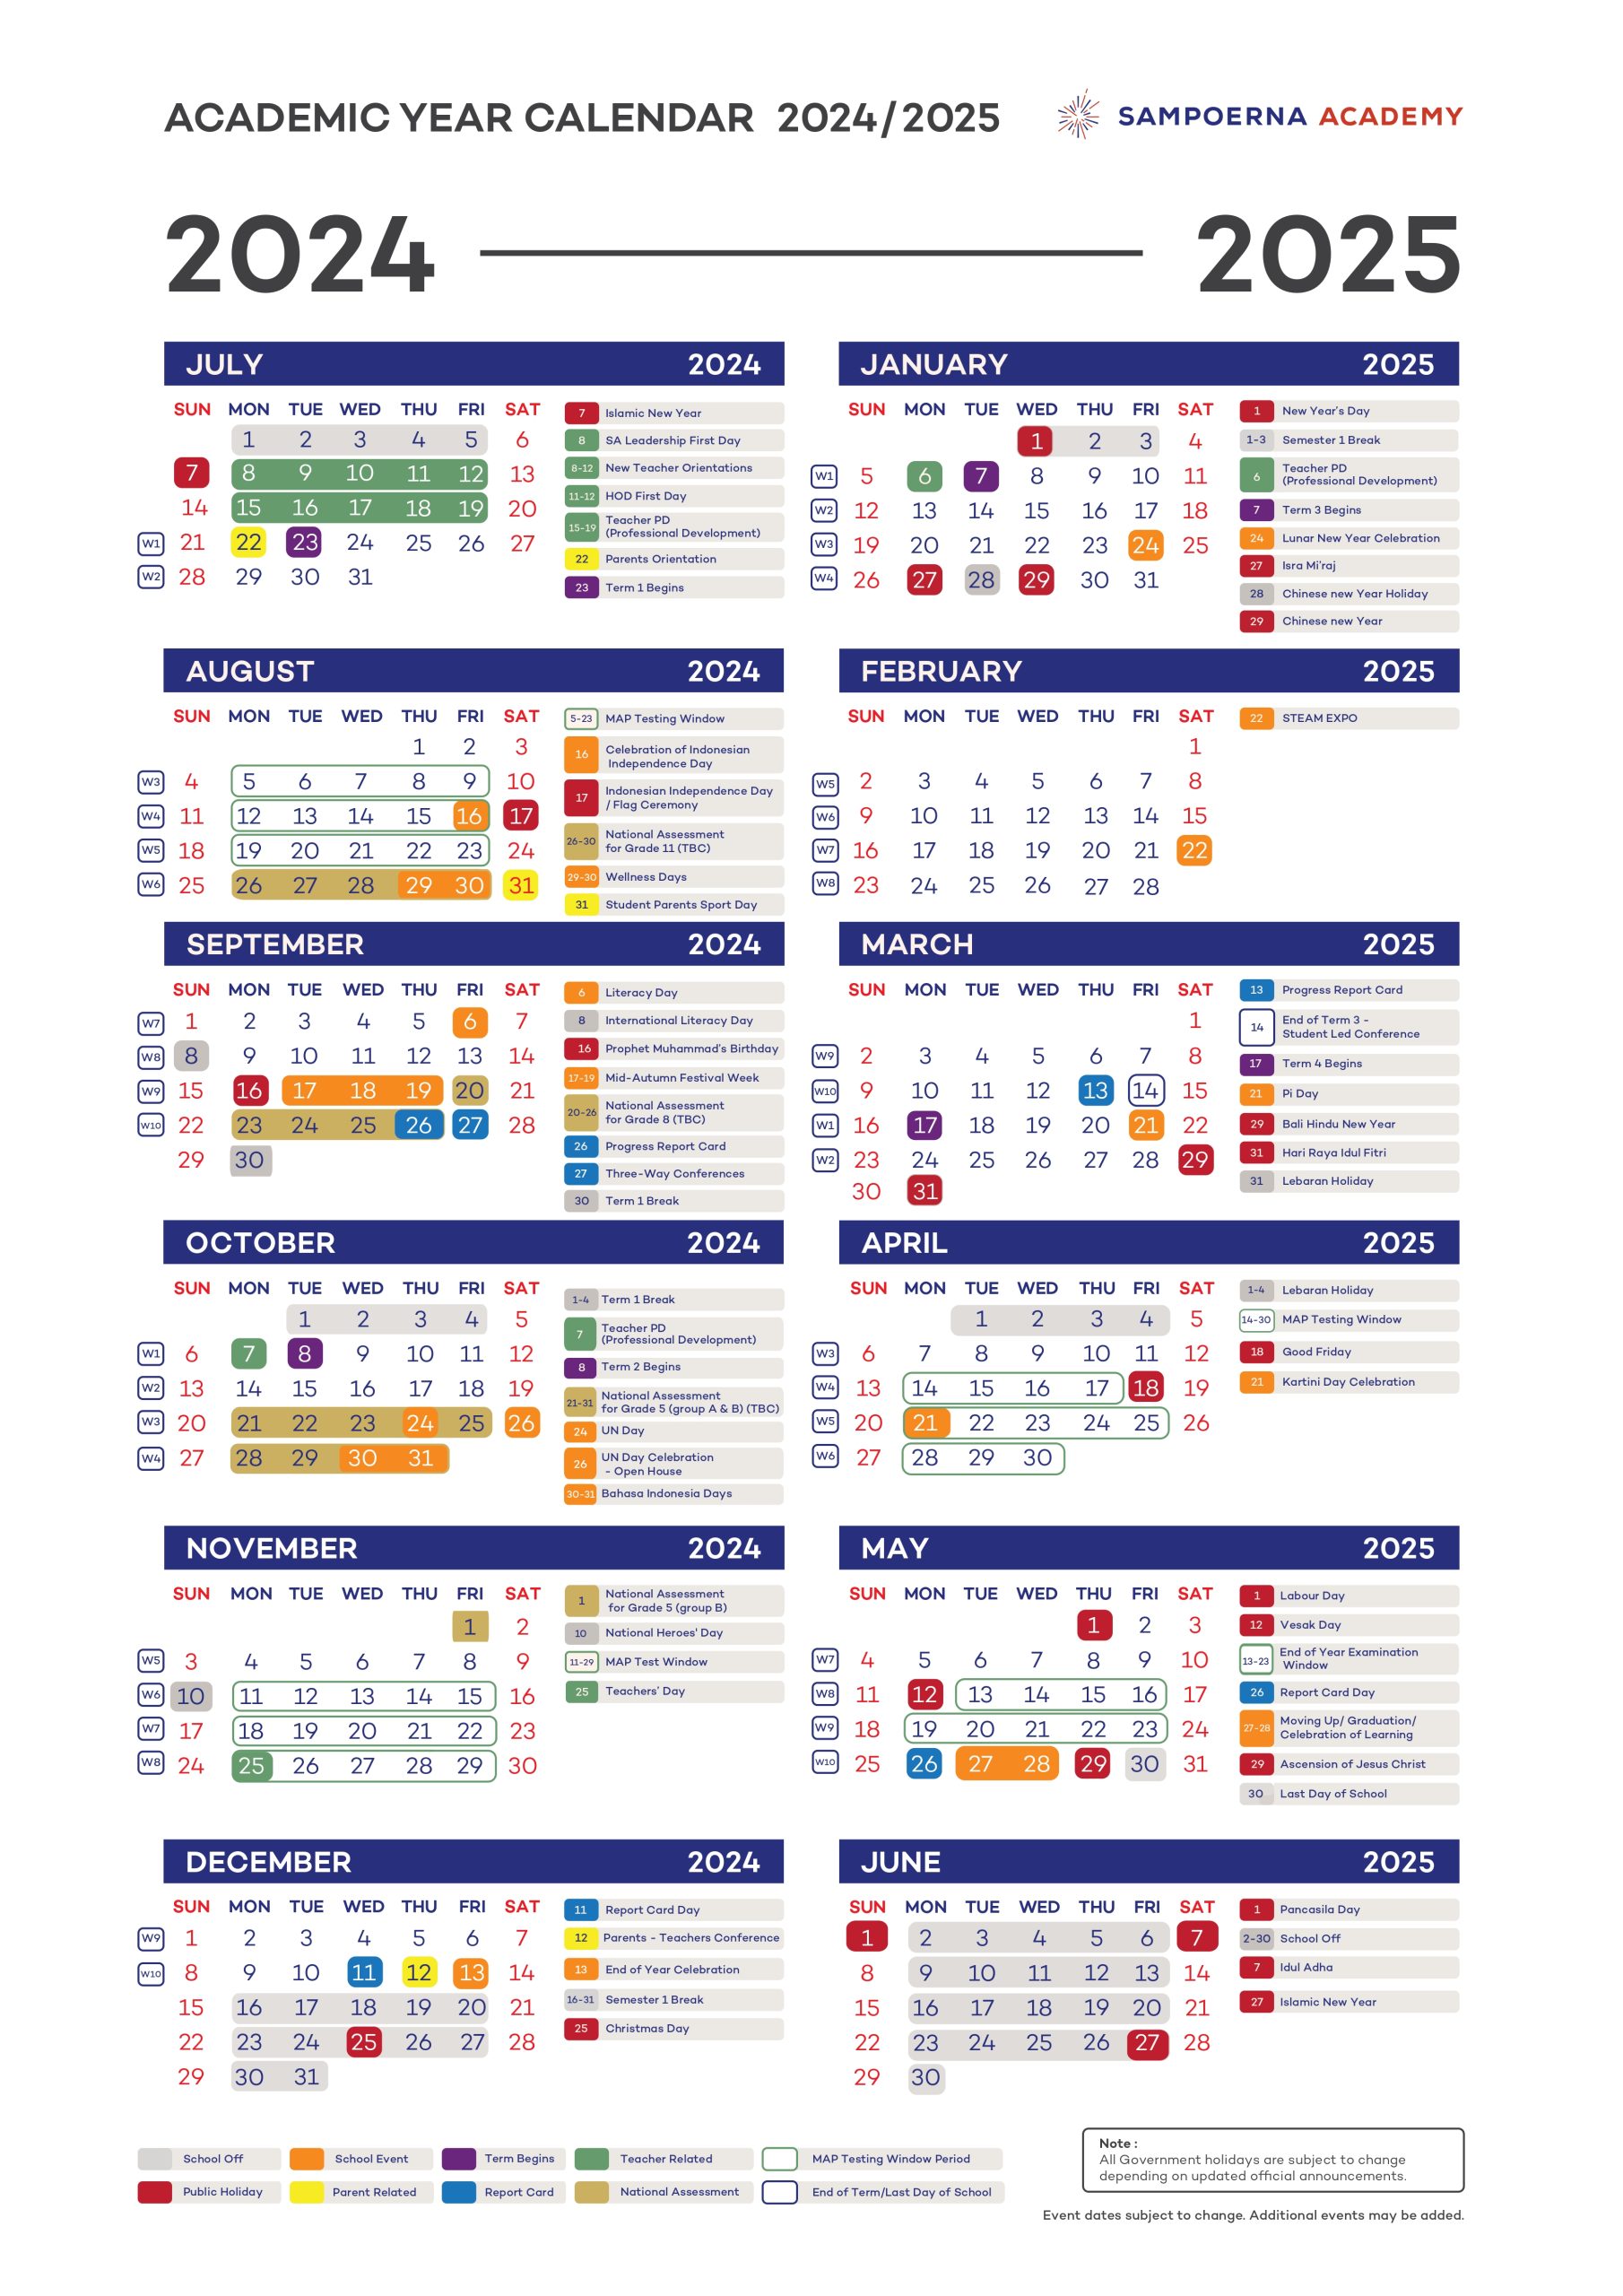 ACADEMIC YEAR CALENDAR 2024/2025
SAMPOERNA ACADEMY
2024
2025
JULY 2024
SUN MON TUE WED THU FRI SAT
1 2 3 4 5 6
7 8 9 10 11 12 13
14 15 16 17 18 19 20
W1 21 22 23 24 25 26 27
W2 28 29 30 31
7 Islamic New Year
8 SA Leadership First Day
8-12 New Teacher Orientations
11-12 HOD First Day
15-19 Teacher PD
(Professional Development)
22 Parents Orientation
23 Term 1 Begins
JANUARY 2025
SUN MON TUE WED THU FRI SAT
1 2 3 4
W1 5 6 7 8 9 10 11
W2 12 13 14 15 16 17 18
W3 19 20 21 22 23 24 25
W4 26 27 28 29 30 31
1 New Year's Day
1-3 Semester 1 Break
6 Teacher PD
(Professional Development)
7 Term 3 Begins
24 Lunar New Year Celebration
27 Isra Mi'raj
28 Chinese new Year Holiday
29 Chinese new Year
AUGUST 2024
SUN MON TUE WED THU FRI SAT
1 2 3
W3 4 5 6 7 8 9 10
W4 11 12 13 14 15 16 17
W5 18 19 20 21 22 23 24
W6 25 26 27 28 29 30 31
5-23 MAP Testing Window
16 Celebration of Indonesian
Independence Day
17 Indonesian Independence Day
/ Flag Ceremony
26-30 National Assessment
for Grade 11 (TBC)
29-30 Wellness Days
31 Student Parents Sport Day
FEBRUARY 2025
SUN MON TUE WED THU FRI SAT
1
W5 2 3 4 5 6 7 8
W6 9 10 11 12 13 14 15
W7 16 17 18 19 20 21 22
W8 23 24 25 26 27 28
22 STEAM EXPO
SEPTEMBER 2024
SUN MON TUE WED THU FRI SAT
W7 1 2 3 4 5 6 7
W8 8 9 10 11 12 13 14
W9 15 16 17 18 19 20 21
W10 22 23 24 25 26 27 28
29 30
6 Literacy Day
8 International Literacy Day
16 Prophet Muhammad's Birthday
17-19 Mid-Autumn Festival Week
20-26 National Assessment
for Grade 8 (TBC)
26 Progress Report Card
27 Three-Way Conferences
30 Term 1 Break
MARCH 2025
SUN MON TUE WED THU FRI SAT
1
W9 2 3 4 5 6 7 8
W10 9 10 11 12 13 14 15
W1 16 17 18 19 20 21 22
W2 23 24 25 26 27 28 29
30 31
13 Progress Report Card
14 End of Term 3 -
Student Led Conference
17 Term 4 Begins
21 Pi Day
29 Bali Hindu New Year
31 Hari Raya Idul Fitri
31 Lebaran Holiday
OCTOBER 2024
SUN MON TUE WED THU FRI SAT
1 2 3 4 5
W1 6 7 8 9 10 11 12
W2 13 14 15 16 17 18 19
W3 20 21 22 23 24 25 26
W4 27 28 29 30 31
1-4 Term 1 Break
7 Teacher PD
(Professional Development)
8 Term 2 Begins
21-31 National Assessment
for Grade 5 (group A & B) (TBC)
24 UN Day
26 UN Day Celebration
- Open House
30-31 Bahasa Indonesia Days
APRIL 2025
SUN MON TUE WED THU FRI SAT
1 2 3 4 5
W3 6 7 8 9 10 11 12
W4 13 14 15 16 17 18 19
W5 20 21 22 23 24 25 26
W6 27 28 29 30
1-4 Lebaran Holiday
14-30 MAP Testing Window
18 Good Friday
21 Kartini Day Celebration
NOVEMBER 2024
SUN MON TUE WED THU FRI SAT
1 2
W5 3 4 5 6 7 8 9
W6 10 11 12 13 14 15 16
W7 17 18 19 20 21 22 23
W8 24 25 26 27 28 29 30
1 National Assessment
for Grade 5 (group B)
10 National Heroes' Day
11-29 MAP Test Window
25 Teachers' Day
MAY 2025
SUN MON TUE WED THU FRI SAT
1 2 3
W7 4 5 6 7 8 9 10
W8 11 12 13 14 15 16 17
W9 18 19 20 21 22 23 24
W10 25 26 27 28 29 30 31
1 Labour Day
12 Vesak Day
13-23 End of Year Examination
Window
26 Report Card Day
27-28 Moving Up/ Graduation/
Celebration of Learning
29 Ascension of Jesus Christ
30 Last Day of School
DECEMBER 2024
SUN MON TUE WED THU FRI SAT
W9 1 2 3 4 5 6 7
W10 8 9 10 11 12 13 14
15 16 17 18 19 20 21
22 23 24 25 26 27 28
29 30 31
11 Report Card Day
12 Parents - Teachers Conference
13 End of Year Celebration
16-31 Semester 1 Break
25 Christmas Day
JUNE 2025
SUN MON TUE WED THU FRI SAT
1 2 3 4 5 6 7
8 9 10 11 12 13 14
15 16 17 18 19 20 21
22 23 24 25 26 27 28
29 30
1 Pancasila Day
2-30 School Off
7 Idul Adha
27 Islamic New Year
School Off School Event Term Begins Teacher Related MAP Testing Window Period
Public Holiday Parent Related Report Card National Assessment End of Term/Last Day of School
Note :
All Government holidays are subject to change
depending on updated official announcements.
Event dates subject to change. Additional events may be added.